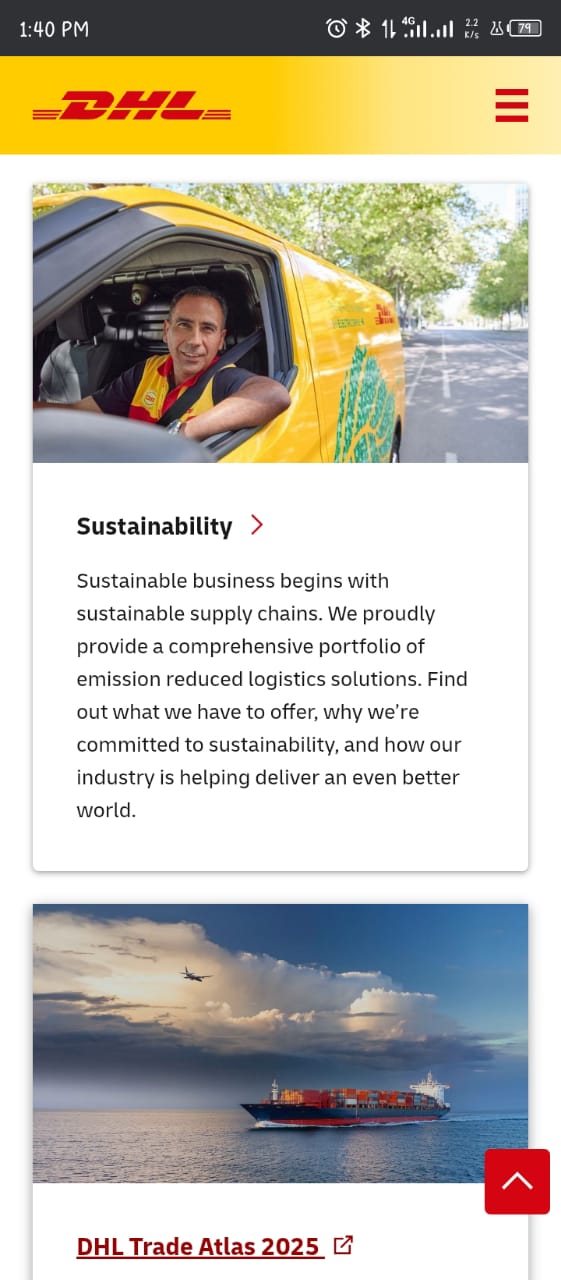 1:40 PM
4G
2.2
K/s
79
DHL
Sustainability
Sustainable business begins with
sustainable supply chains. We proudly
provide a comprehensive portfolio of
emission reduced logistics solutions. Find
out what we have to offer, why we’re
committed to sustainability, and how our
industry is helping deliver an even better
world.
DHL Trade Atlas 2025